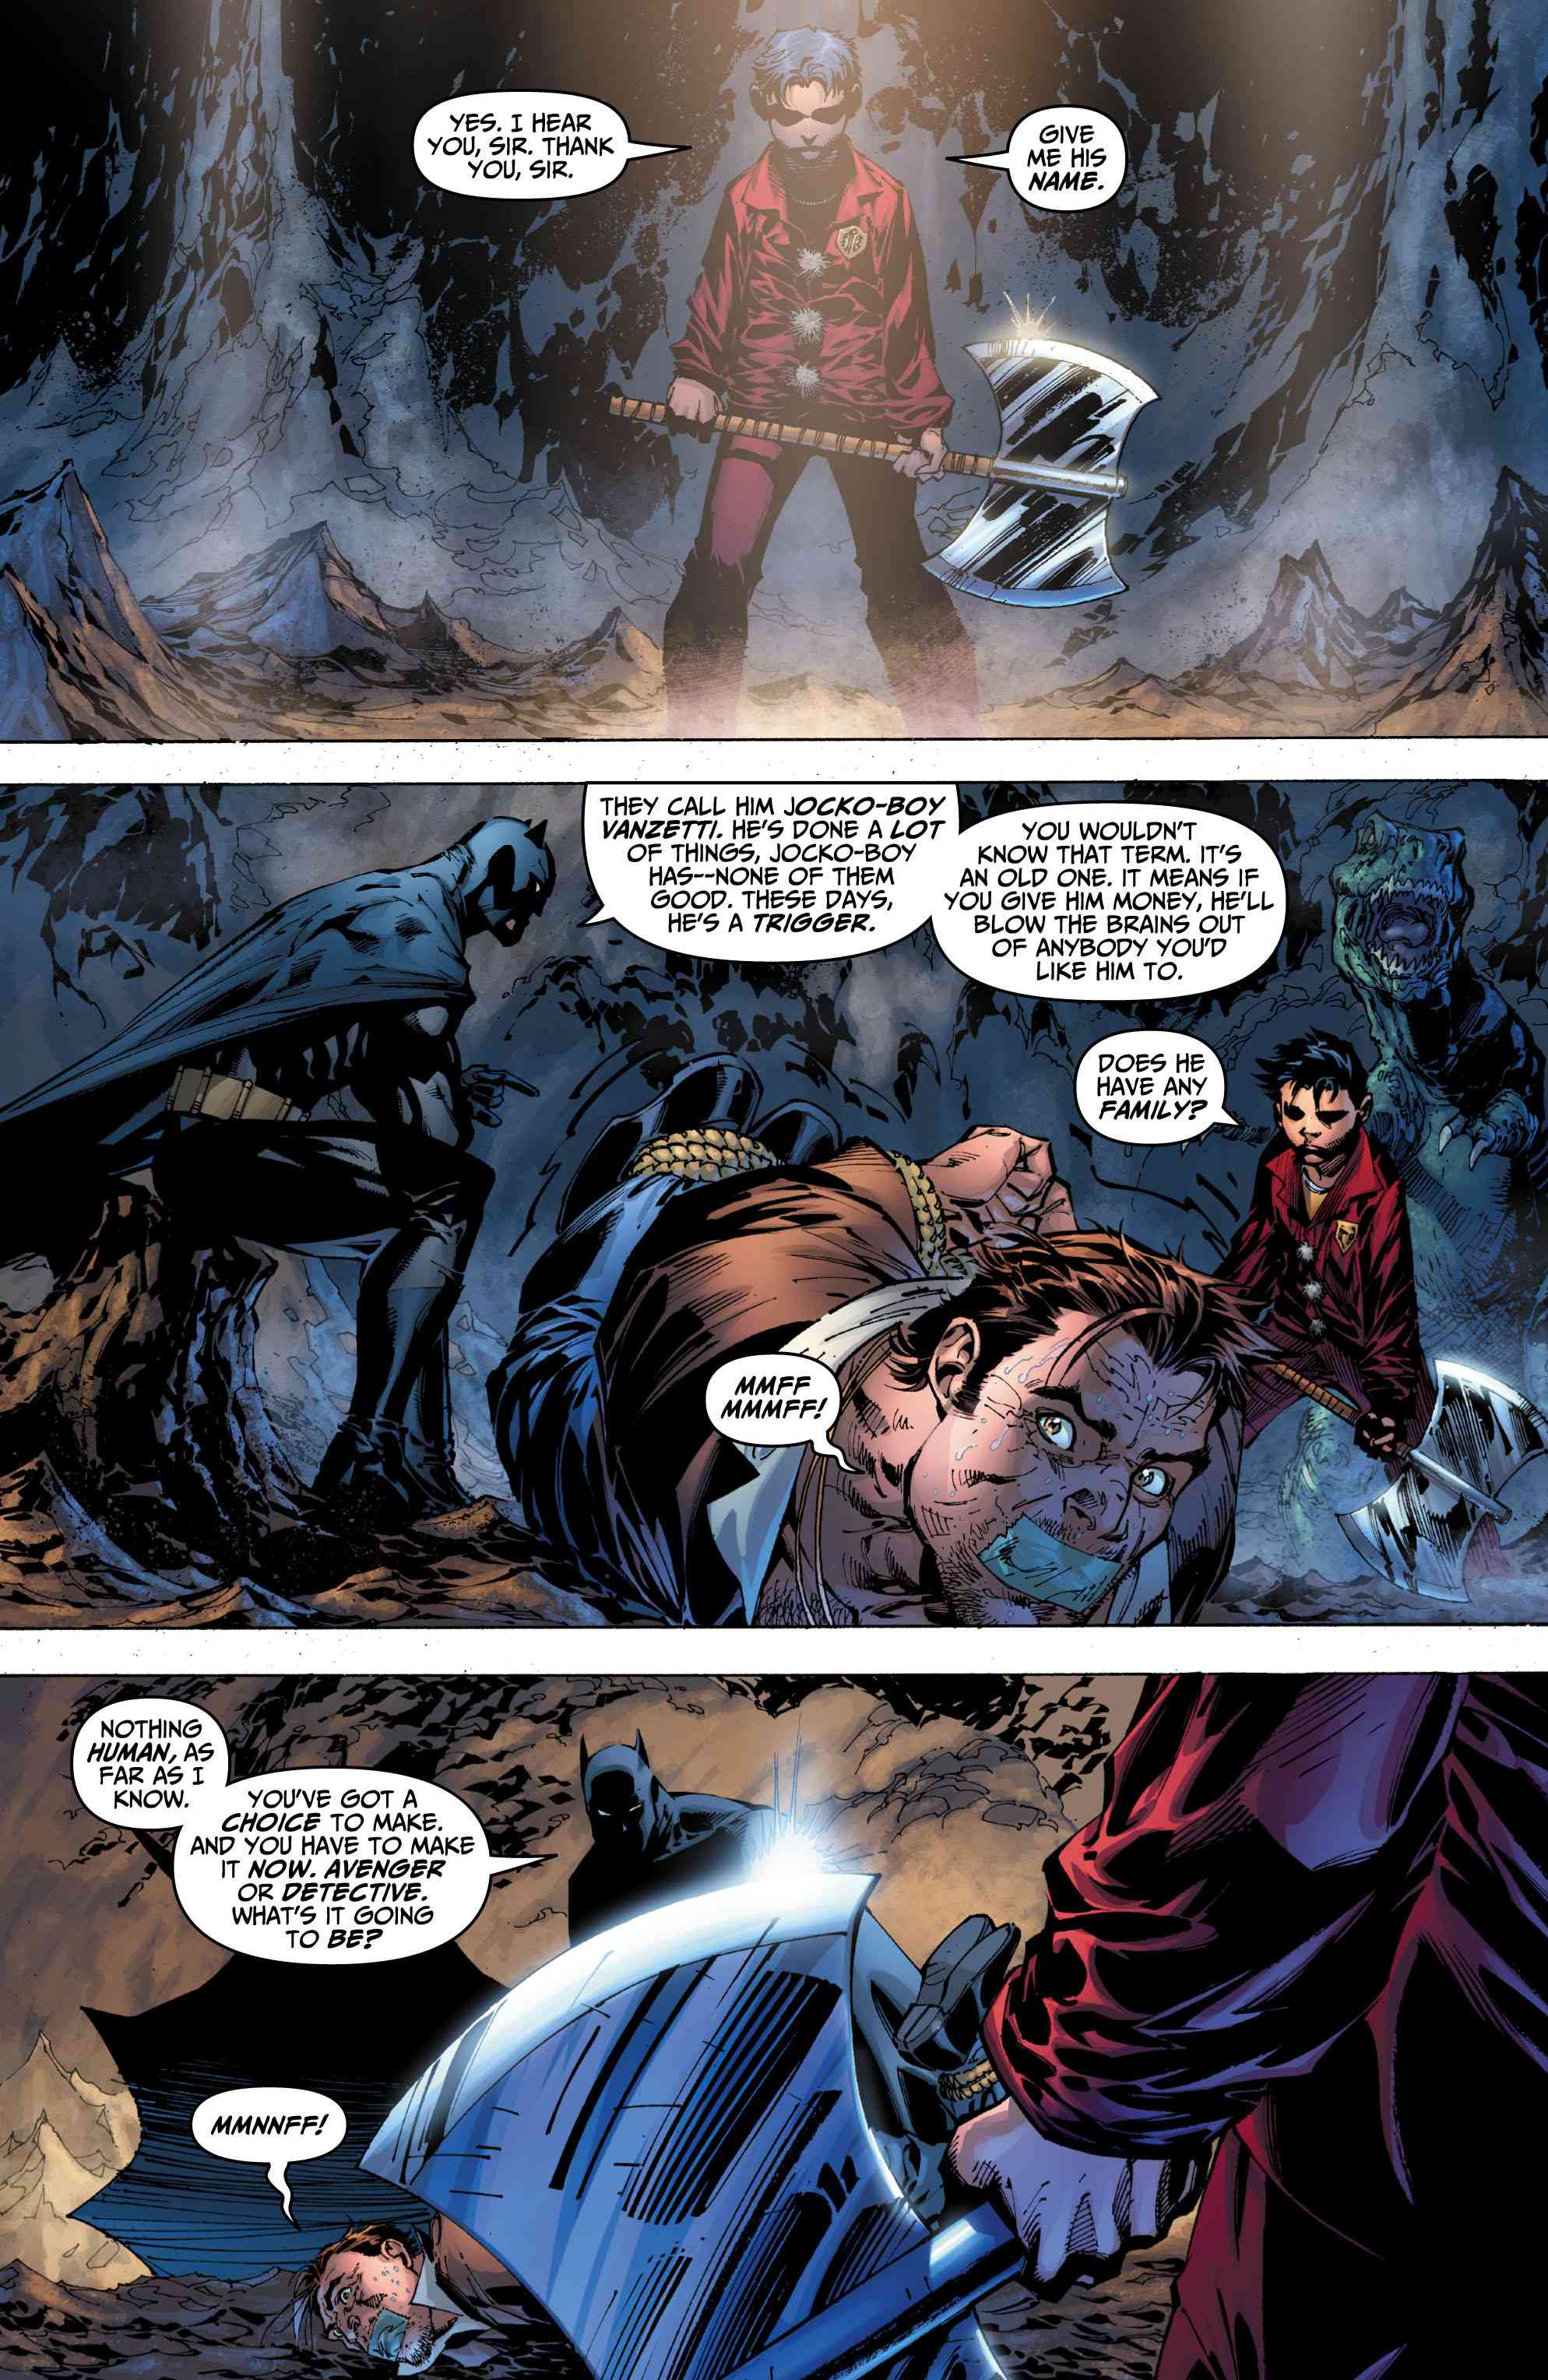 YES. I HEAR
YOU, SIR. THANK
YOU, SIR.
GIVE
ME HIS
NAME.
THEY CALL HIM JOCKO-BOY
VANZETTI. HE'S DONE A LOT
OF THINGS, JOCKO-BOY
HAS--NONE OF THEM
GOOD. THESE DAYS,
HE'S A TRIGGER.
YOU WOULDN'T
KNOW THAT TERM. IT'S
AN OLD ONE. IT MEANS IF
YOU GIVE HIM MONEY, HE'LL
BLOW THE BRAINS OUT
OF ANYBODY YOU'D
LIKE HIM TO.
DOES HE
HAVE ANY
FAMILY?
MMFF
MMMFF!
NOTHING
HUMAN, AS
FAR AS I
KNOW.
YOU'VE GOT A
CHOICE TO MAKE.
AND YOU HAVE TO MAKE
IT NOW. AVENGER
OR DETECTIVE.
WHAT'S IT GOING
TO BE?
MMNNFF!